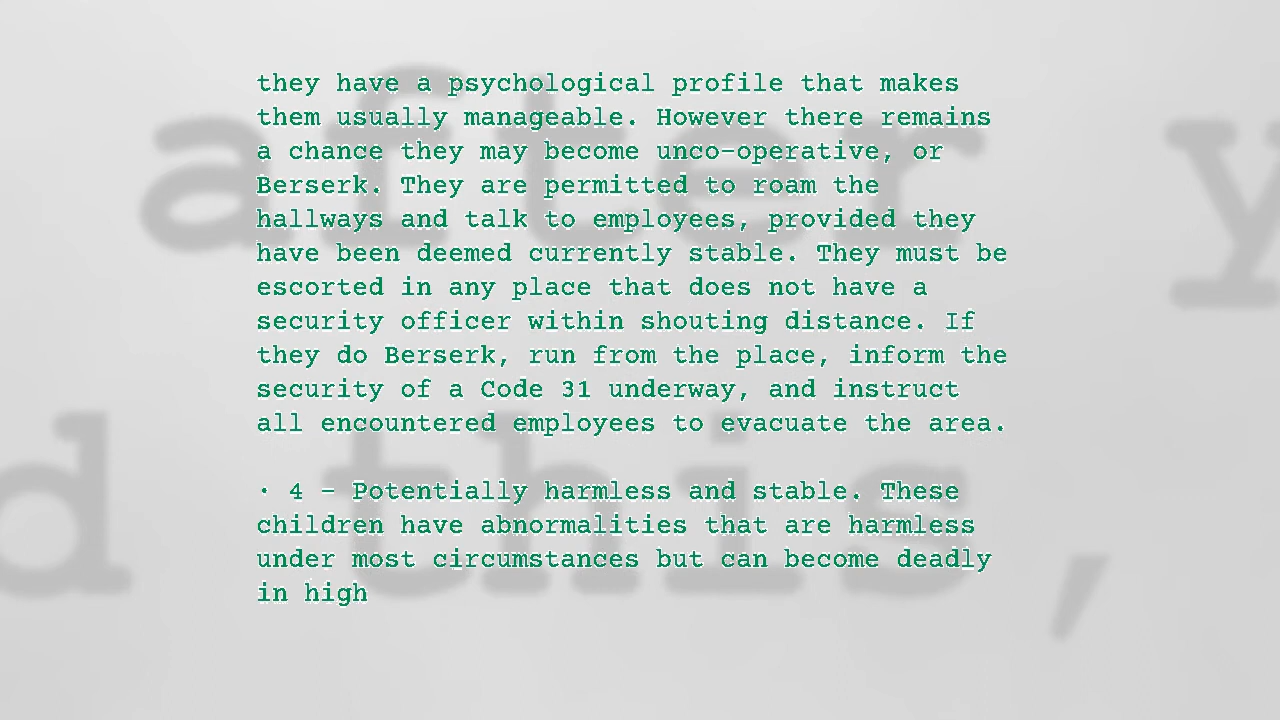 they have a psychological profile that makes
them usually manageable. However there remains
a chance they may become unco-operative, or
Berserk. They are permitted to roam the
hallways and talk to employees, provided they
have been deemed currently stable. They must be
escorted in any place that does not have a
security officer within shouting distance. If
they do Berserk, run from the place, inform the
security of a Code 31 underway, and instruct
all encountered employees to evacuate the area.
· 4 – Potentially harmless and stable. These
children have abnormalities that are harmless
under most circumstances but can become deadly
in high
after y
d this,